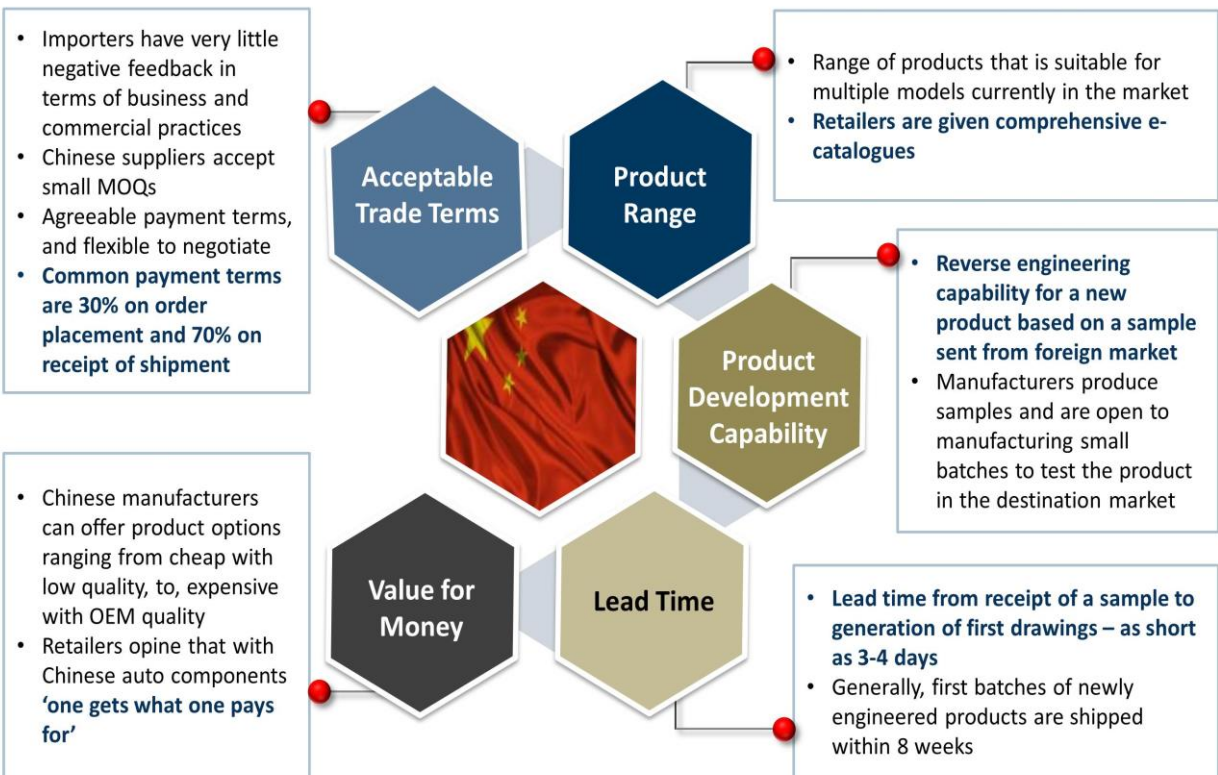 • Importers have very little
negative feedback in
terms of business and
commercial practices
• Chinese suppliers accept
small MOQs
• Agreeable payment terms,
and flexible to negotiate
• Common payment terms
are 30% on order
placement and 70% on
receipt of shipment
Acceptable
Trade Terms
Product
Range
• Range of products that is suitable for
multiple models currently in the market
• Retailers are given comprehensive e-
catalogues
Product
Development
Capability
• Reverse engineering
capability for a new
product based on a sample
sent from foreign market
• Manufacturers produce
samples and are open to
manufacturing small
batches to test the product
in the destination market
• Chinese manufacturers
can offer product options
ranging from cheap with
low quality, to, expensive
with OEM quality
• Retailers opine that with
Chinese auto components
‘one gets what one pays
for’
Value for
Money
Lead Time
• Lead time from receipt of a sample to
generation of first drawings – as short
as 3-4 days
• Generally, first batches of newly
engineered products are shipped
within 8 weeks